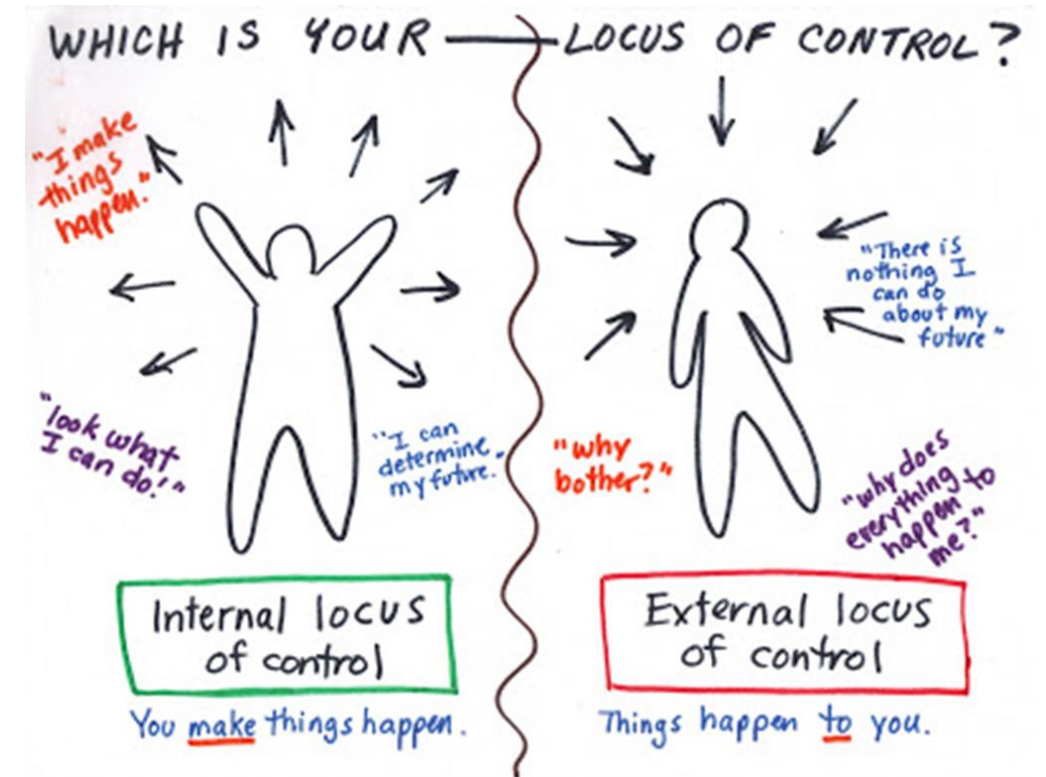 WHICH IS YOUR — LOCUS OF CONTROL?
"I make
things
happen."
"look what
I can do!"
"I can
determine
my future."
Internal locus
of control
You make things happen.
"There is
nothing I
can do
about my
future"
"why
bother?"
"why does
everything
happen to
me?"
External locus
of control
Things happen to you.